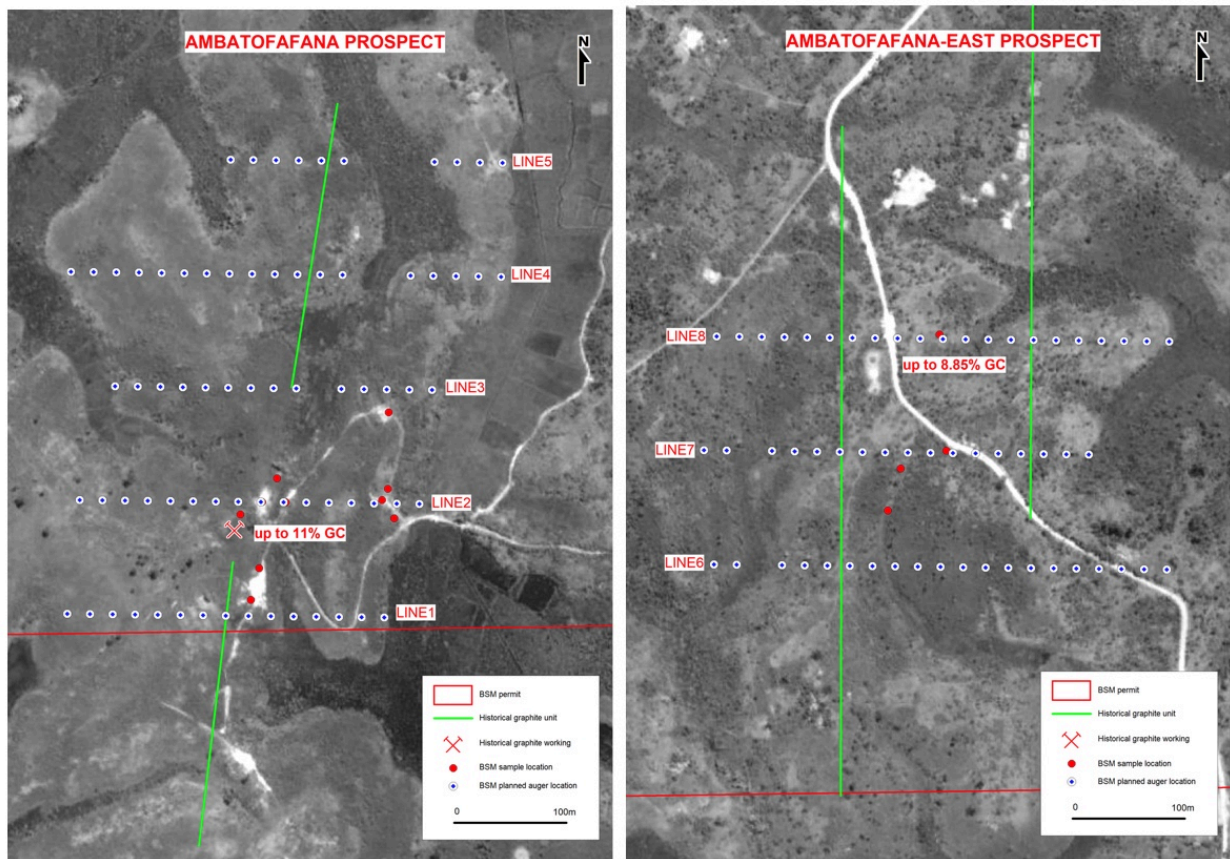 AMBATOFAFANA PROSPECT
N
LINE5
LINE4
LINE3
LINE2
up to 11% GC
LINE1
BSM permit
Historical graphite unit
Historical graphite working
BSM sample location
BSM planned auger location
0 100m
AMBATOFAFANA-EAST PROSPECT
N
LINE8
up to 8.85% GC
LINE7
LINE6
BSM permit
Historical graphite unit
Historical graphite working
BSM sample location
BSM planned auger location
0 100m